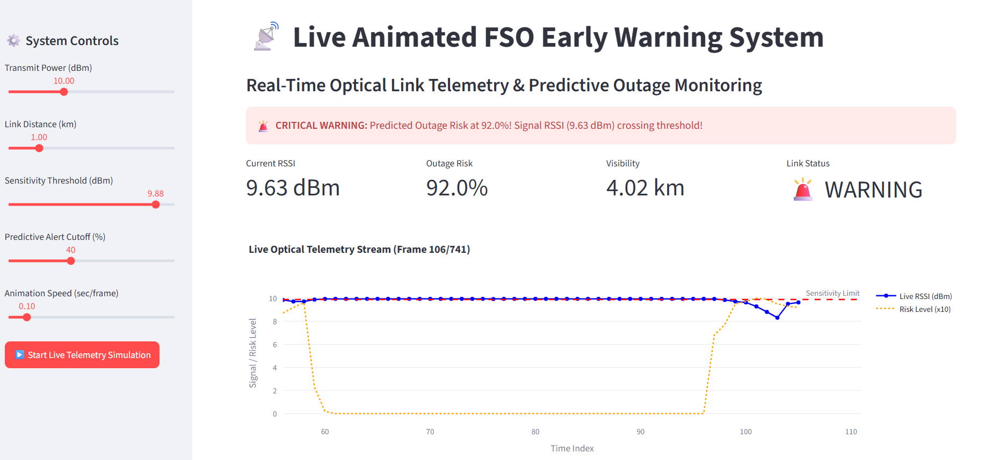 System Controls
Transmit Power (dBm)
10.00
Link Distance (km)
1.00
Sensitivity Threshold (dBm)
9.88
Predictive Alert Cutoff (%)
40
Animation Speed (sec/frame)
0.10
Start Live Telemetry Simulation
Live Animated FSO Early Warning System
Real-Time Optical Link Telemetry & Predictive Outage Monitoring
CRITICAL WARNING: Predicted Outage Risk at 92.0%! Signal RSSI (9.63 dBm) crossing threshold!
Current RSSI
9.63 dBm
Outage Risk
92.0%
Visibility
4.02 km
Link Status
WARNING
Live Optical Telemetry Stream (Frame 106/741)
Signal / Risk Level
10
8
6
4
2
0
60 70 80 90 100 110
Time Index
Sensitivity Limit
Live RSSI (dBm)
Risk Level (x10)